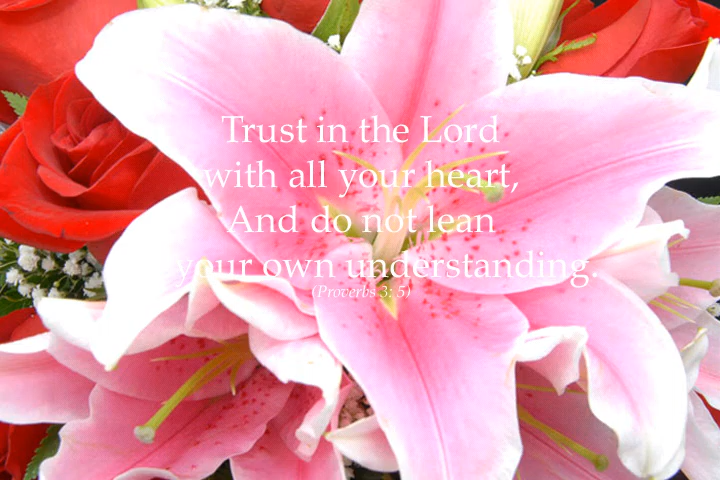 Trust in the Lord
with all your heart,
And do not lean
your own understanding.
(Proverbs 3: 5)